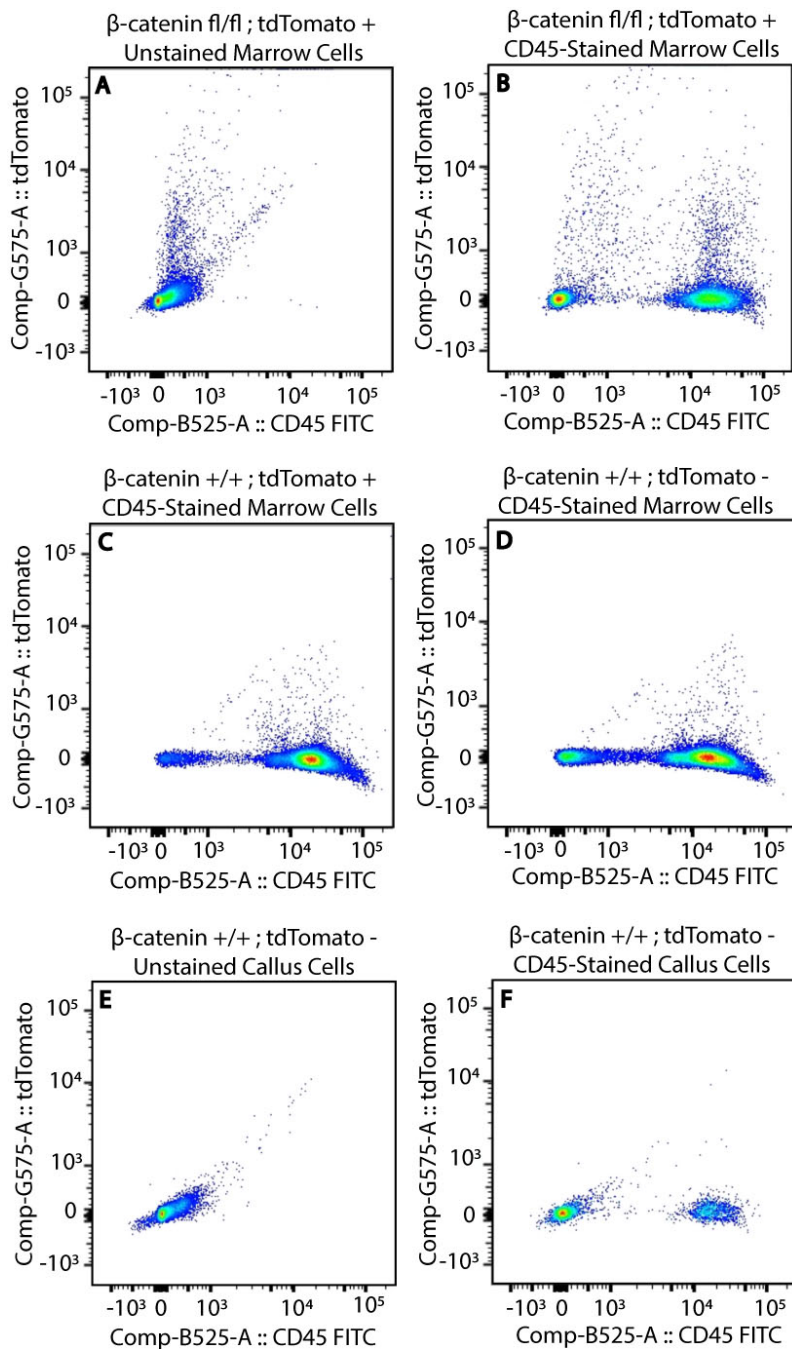 β-catenin fl/fl ; tdTomato +
Unstained Marrow Cells
A
10⁵
10⁴
10³
0
-10³
Comp-G575-A :: tdTomato
-10³ 0 10³ 10⁴ 10⁵
Comp-B525-A :: CD45 FITC
β-catenin fl/fl ; tdTomato +
CD45-Stained Marrow Cells
B
10⁵
10⁴
10³
0
-10³
Comp-G575-A :: tdTomato
-10³ 0 10³ 10⁴ 10⁵
Comp-B525-A :: CD45 FITC
β-catenin +/+ ; tdTomato +
CD45-Stained Marrow Cells
C
10⁵
10⁴
10³
0
-10³
Comp-G575-A :: tdTomato
-10³ 0 10³ 10⁴ 10⁵
Comp-B525-A :: CD45 FITC
β-catenin +/+ ; tdTomato -
CD45-Stained Marrow Cells
D
10⁵
10⁴
10³
0
-10³
Comp-G575-A :: tdTomato
-10³ 0 10³ 10⁴ 10⁵
Comp-B525-A :: CD45 FITC
β-catenin +/+ ; tdTomato -
Unstained Callus Cells
E
10⁵
10⁴
10³
0
-10³
Comp-G575-A :: tdTomato
-10³ 0 10³ 10⁴ 10⁵
Comp-B525-A :: CD45 FITC
β-catenin +/+ ; tdTomato -
CD45-Stained Callus Cells
F
10⁵
10⁴
10³
0
-10³
Comp-G575-A :: tdTomato
-10³ 0 10³ 10⁴ 10⁵
Comp-B525-A :: CD45 FITC